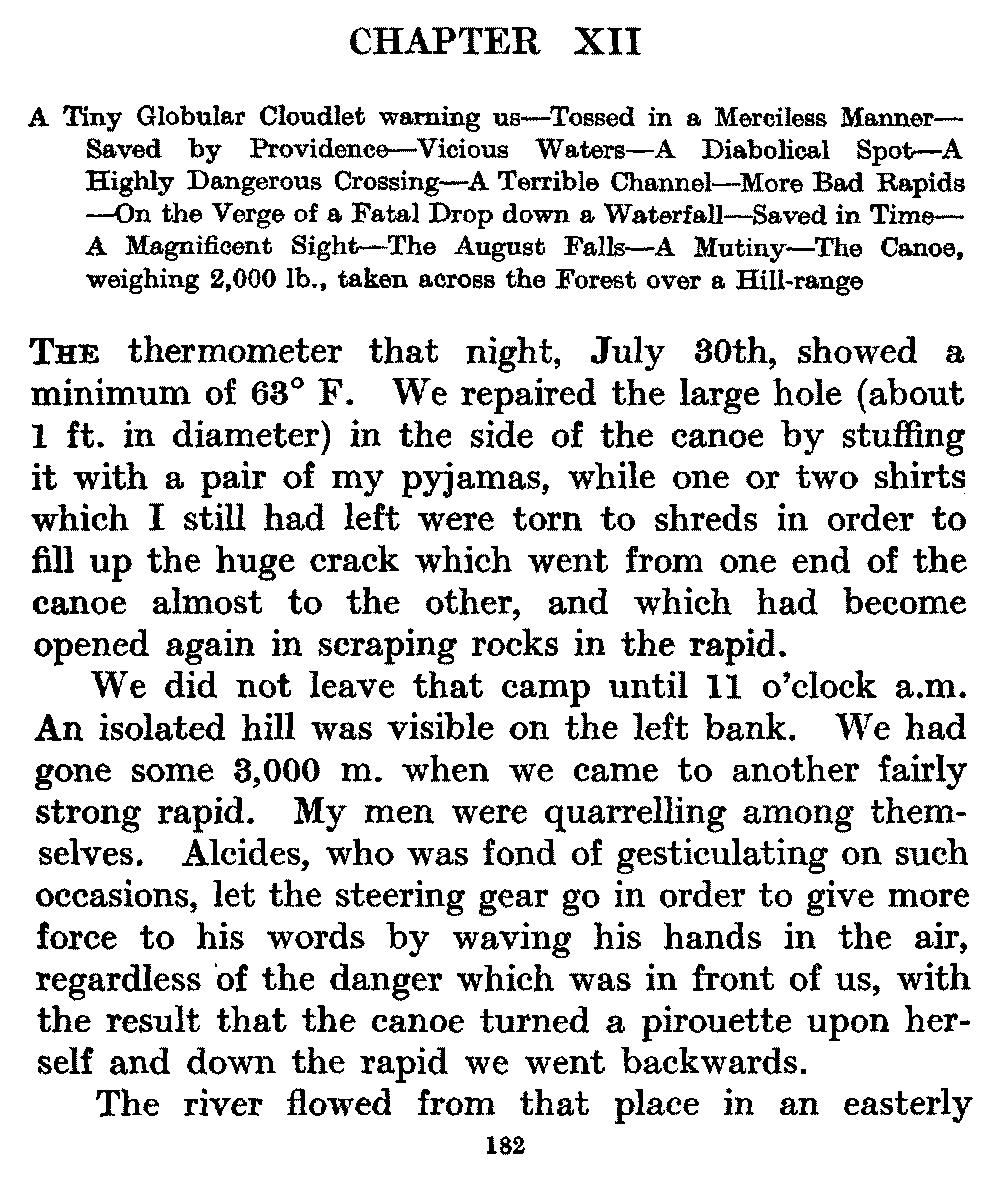 CHAPTER XII
A Tiny Globular Cloudlet warning us—Tossed in a Merciless Manner—
Saved by Providence—Vicious Waters—A Diabolical Spot—A
Highly Dangerous Crossing—A Terrible Channel—More Bad Rapids
—On the Verge of a Fatal Drop down a Waterfall—Saved in Time—
A Magnificent Sight—The August Falls—A Mutiny—The Canoe,
weighing 2,000 lb., taken across the Forest over a Hill-range
THE thermometer that night, July 30th, showed a
minimum of 63° F. We repaired the large hole (about
1 ft. in diameter) in the side of the canoe by stuffing
it with a pair of my pyjamas, while one or two shirts
which I still had left were torn to shreds in order to
fill up the huge crack which went from one end of the
canoe almost to the other, and which had become
opened again in scraping rocks in the rapid.
We did not leave that camp until 11 o'clock a.m.
An isolated hill was visible on the left bank. We had
gone some 3,000 m. when we came to another fairly
strong rapid. My men were quarrelling among them-
selves. Alcides, who was fond of gesticulating on such
occasions, let the steering gear go in order to give more
force to his words by waving his hands in the air,
regardless of the danger which was in front of us, with
the result that the canoe turned a pirouette upon her-
self and down the rapid we went backwards.
The river flowed from that place in an easterly
182